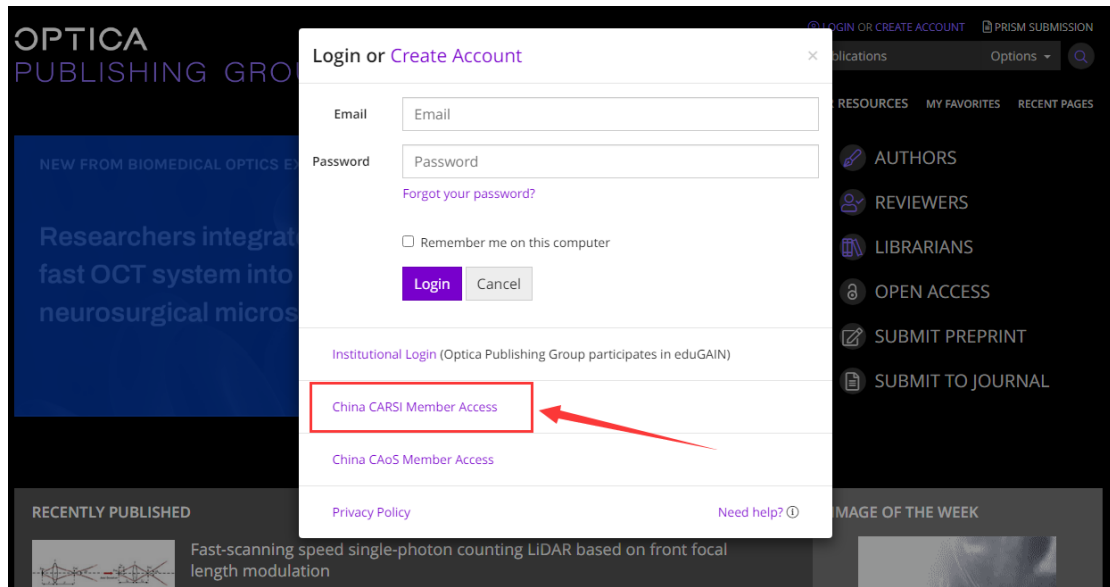 OPTICA
PUBLISHING GROU
LOGIN OR CREATE ACCOUNT
PRISM SUBMISSION
blications
Options
RESOURCES
MY FAVORITES
RECENT PAGES
Login or Create Account
×
Email
Email
Password
Password
Forgot your password?
Remember me on this computer
Login
Cancel
Institutional Login (Optica Publishing Group participates in eduGAIN)
China CARSI Member Access
China CAoS Member Access
Privacy Policy
Need help?
NEW FROM BIOMEDICAL OPTICS EX
Researchers integrat
fast OCT system into
neurosurgical micros
AUTHORS
REVIEWERS
LIBRARIANS
OPEN ACCESS
SUBMIT PREPRINT
SUBMIT TO JOURNAL
RECENTLY PUBLISHED
Fast-scanning speed single-photon counting LiDAR based on front focal
length modulation
IMAGE OF THE WEEK